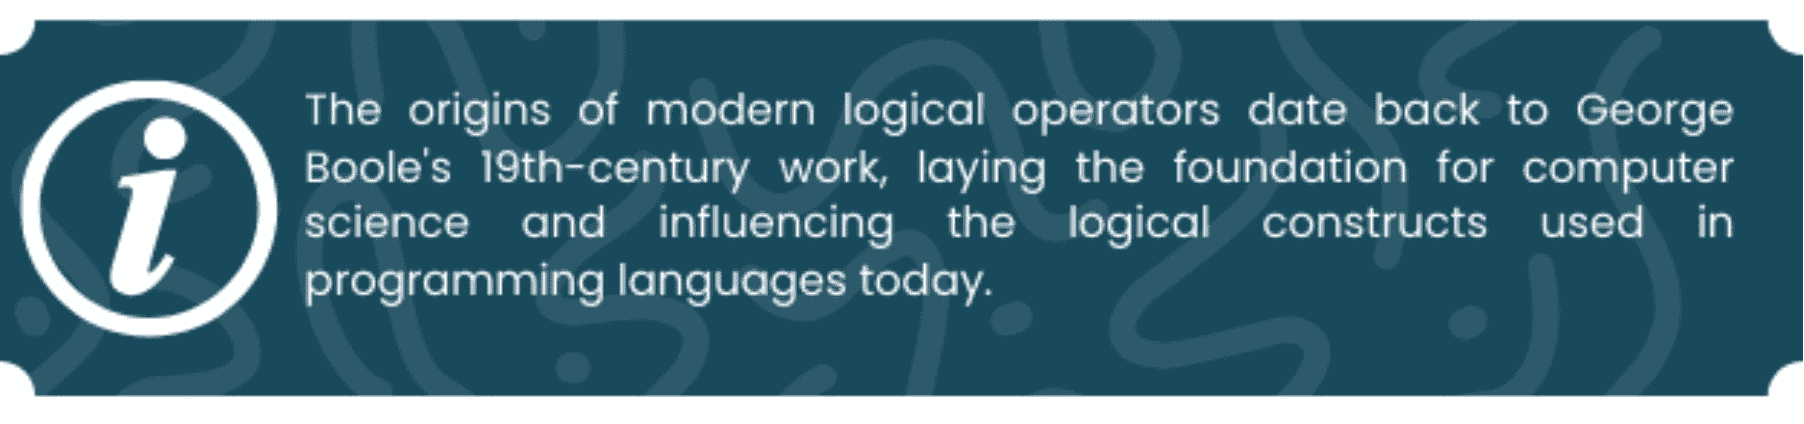 The origins of modern logical operators date back to George
Boole's 19th-century work, laying the foundation for computer
science and influencing the logical constructs used in
programming languages today.